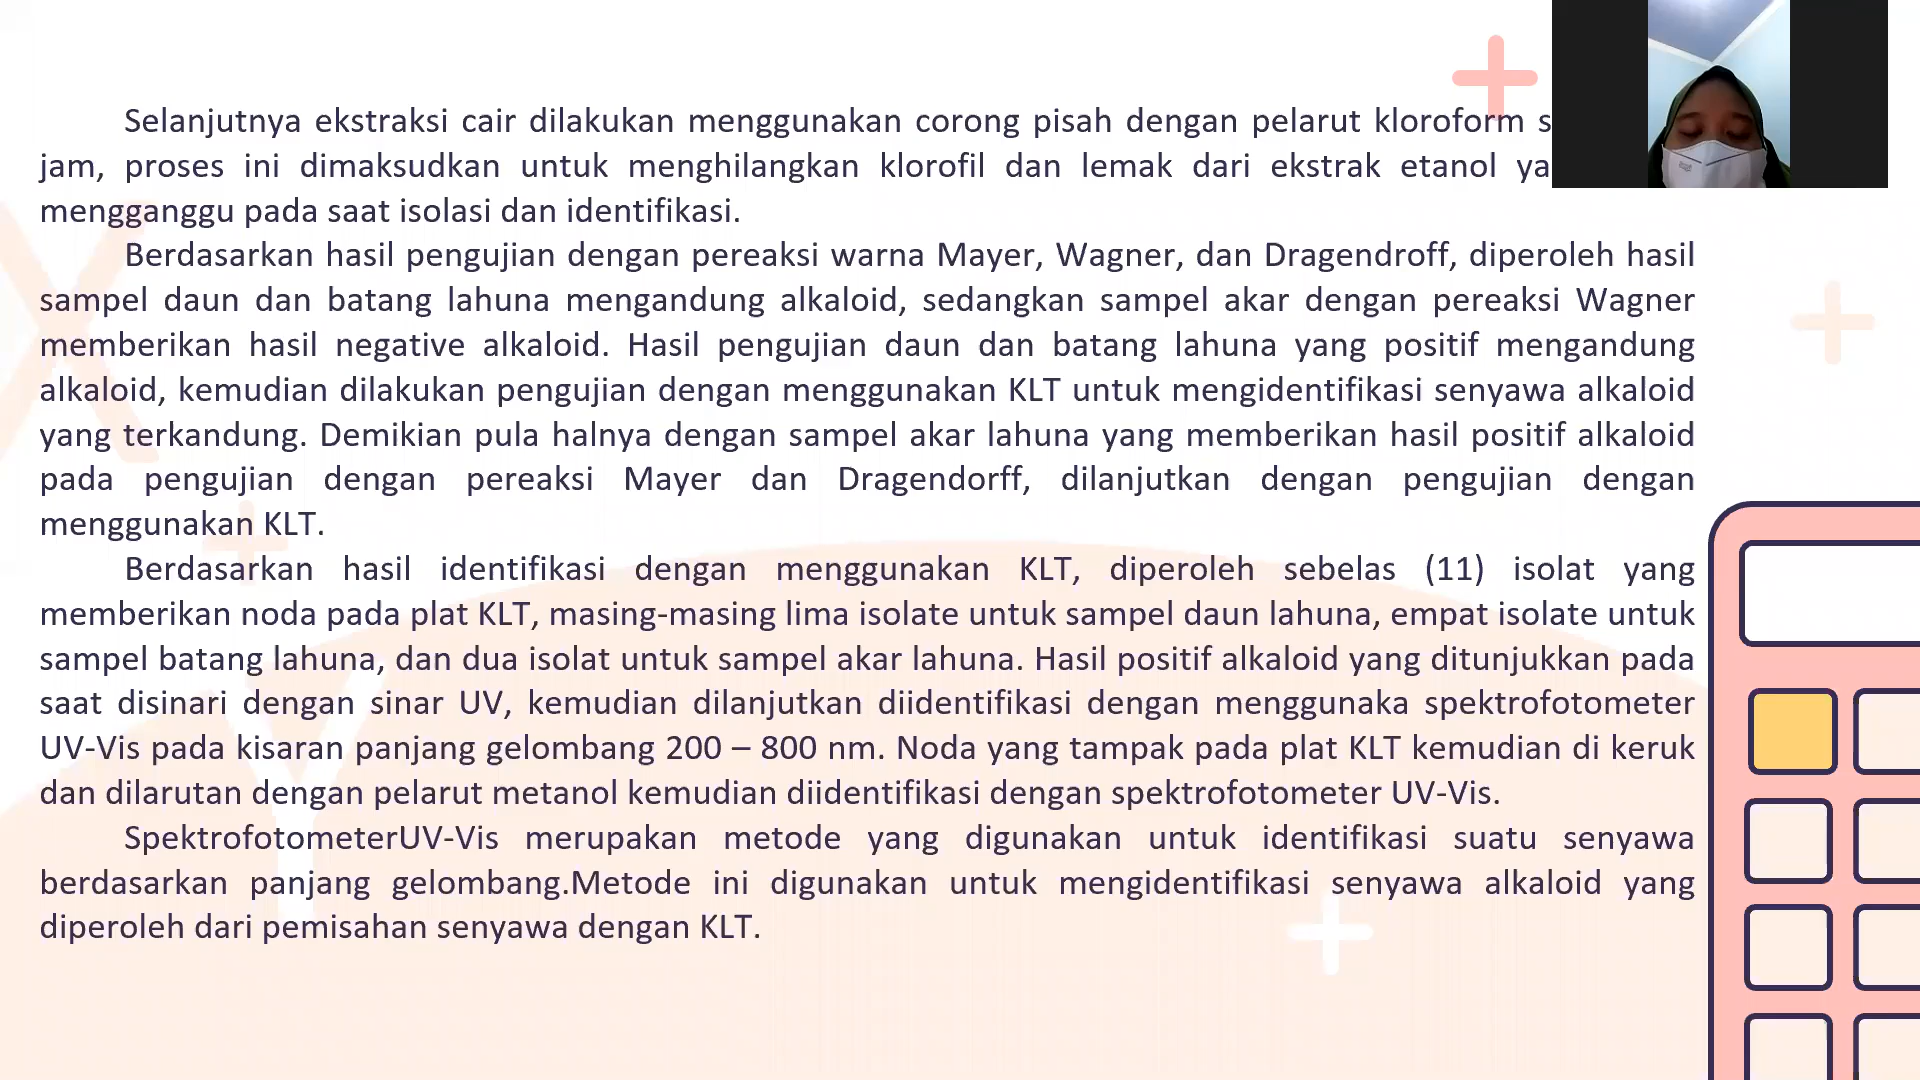 Selanjutnya ekstraksi cair dilakukan menggunakan corong pisah dengan pelarut kloroform
jam, proses ini dimaksudkan untuk menghilangkan klorofil dan lemak dari ekstrak etanol
mengganggu pada saat isolasi dan identifikasi.
Berdasarkan hasil pengujian dengan pereaksi warna Mayer, Wagner, dan Dragendroff, diperoleh hasil
sampel daun dan batang lahuna mengandung alkaloid, sedangkan sampel akar dengan pereaksi Wagner
memberikan hasil negative alkaloid. Hasil pengujian daun dan batang lahuna yang positif mengandung
alkaloid, kemudian dilakukan pengujian dengan menggunakan KLT untuk mengidentifikasi senyawa alkaloid
yang terkandung. Demikian pula halnya dengan sampel akar lahuna yang memberikan hasil positif alkaloid
pada pengujian dengan pereaksi Mayer dan Dragendorff, dilanjutkan dengan pengujian dengan
menggunakan KLT.
Berdasarkan hasil identifikasi dengan menggunakan KLT, diperoleh sebelas (11) isolat yang
memberikan noda pada plat KLT, masing-masing lima isolate untuk sampel daun lahuna, empat isolate untuk
sampel batang lahuna, dan dua isolat untuk sampel akar lahuna. Hasil positif alkaloid yang ditunjukkan pada
saat disinari dengan sinar UV, kemudian dilanjutkan diidentifikasi dengan menggunaka spektrofotometer
UV-Vis pada kisaran panjang gelombang 200 – 800 nm. Noda yang tampak pada plat KLT kemudian di keruk
dan dilarutan dengan pelarut metanol kemudian diidentifikasi dengan spektrofotometer UV-Vis.
SpektrofotometerUV-Vis merupakan metode yang digunakan untuk identifikasi suatu senyawa
berdasarkan panjang gelombang.Metode ini digunakan untuk mengidentifikasi senyawa alkaloid yang
diperoleh dari pemisahan senyawa dengan KLT.